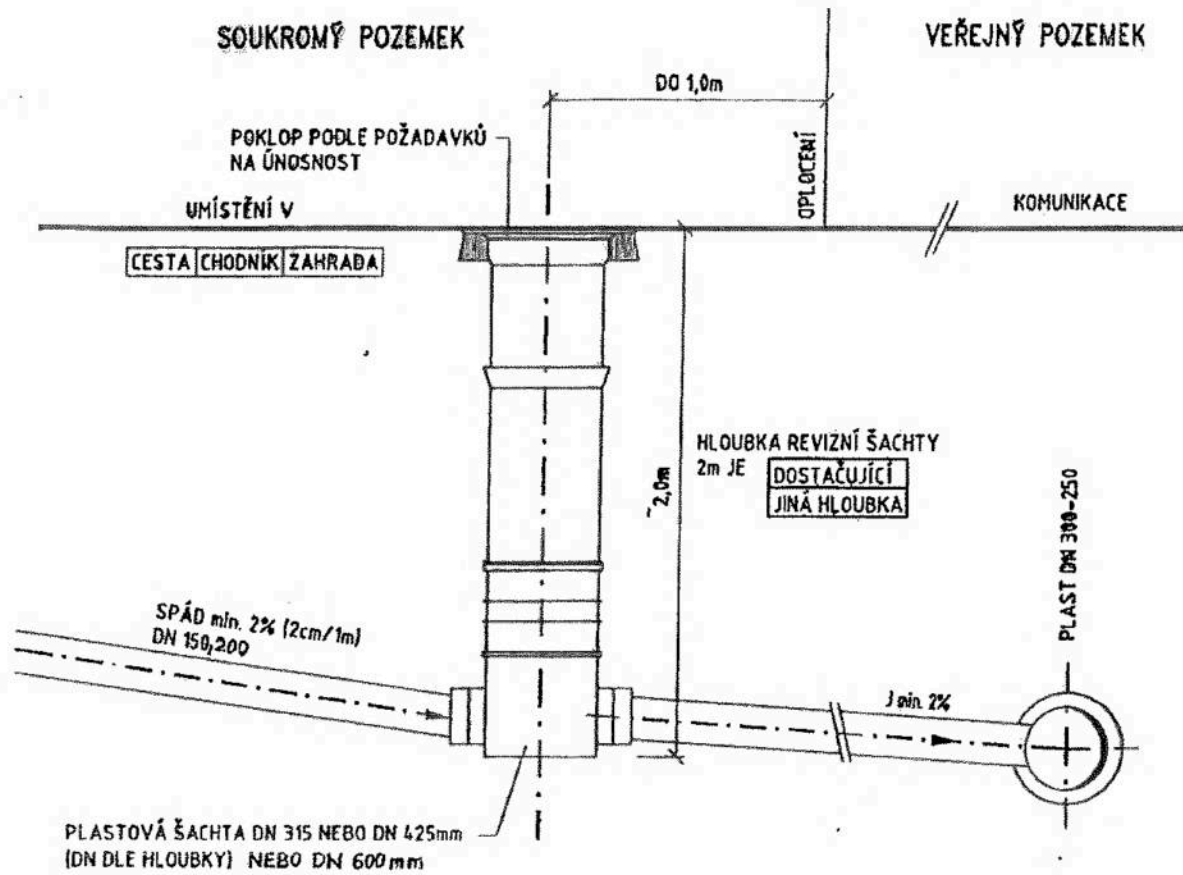 SOUKROMÝ POZEMEK
VEŘEJNÝ POZEMEK
DO 1,0m
POKLOP PODLE POŽADAVKŮ
NA ÚNOSNOST
OPLOCENÍ
UMÍSTĚNÍ V
KOMUNIKACE
CESTA CHODNÍK ZAHRADA
HLOUBKA REVIZNÍ ŠACHTY
2m JE
DOSTAČUJÍCÍ
JINÁ HLOUBKA
~2,0m
PLAST DN 300-250
SPÁD min. 2% (2cm/1m)
DN 150,200
J min. 2%
PLASTOVÁ ŠACHTA DN 315 NEBO DN 425mm
(DN DLE HLOUBKY) NEBO DN 600mm